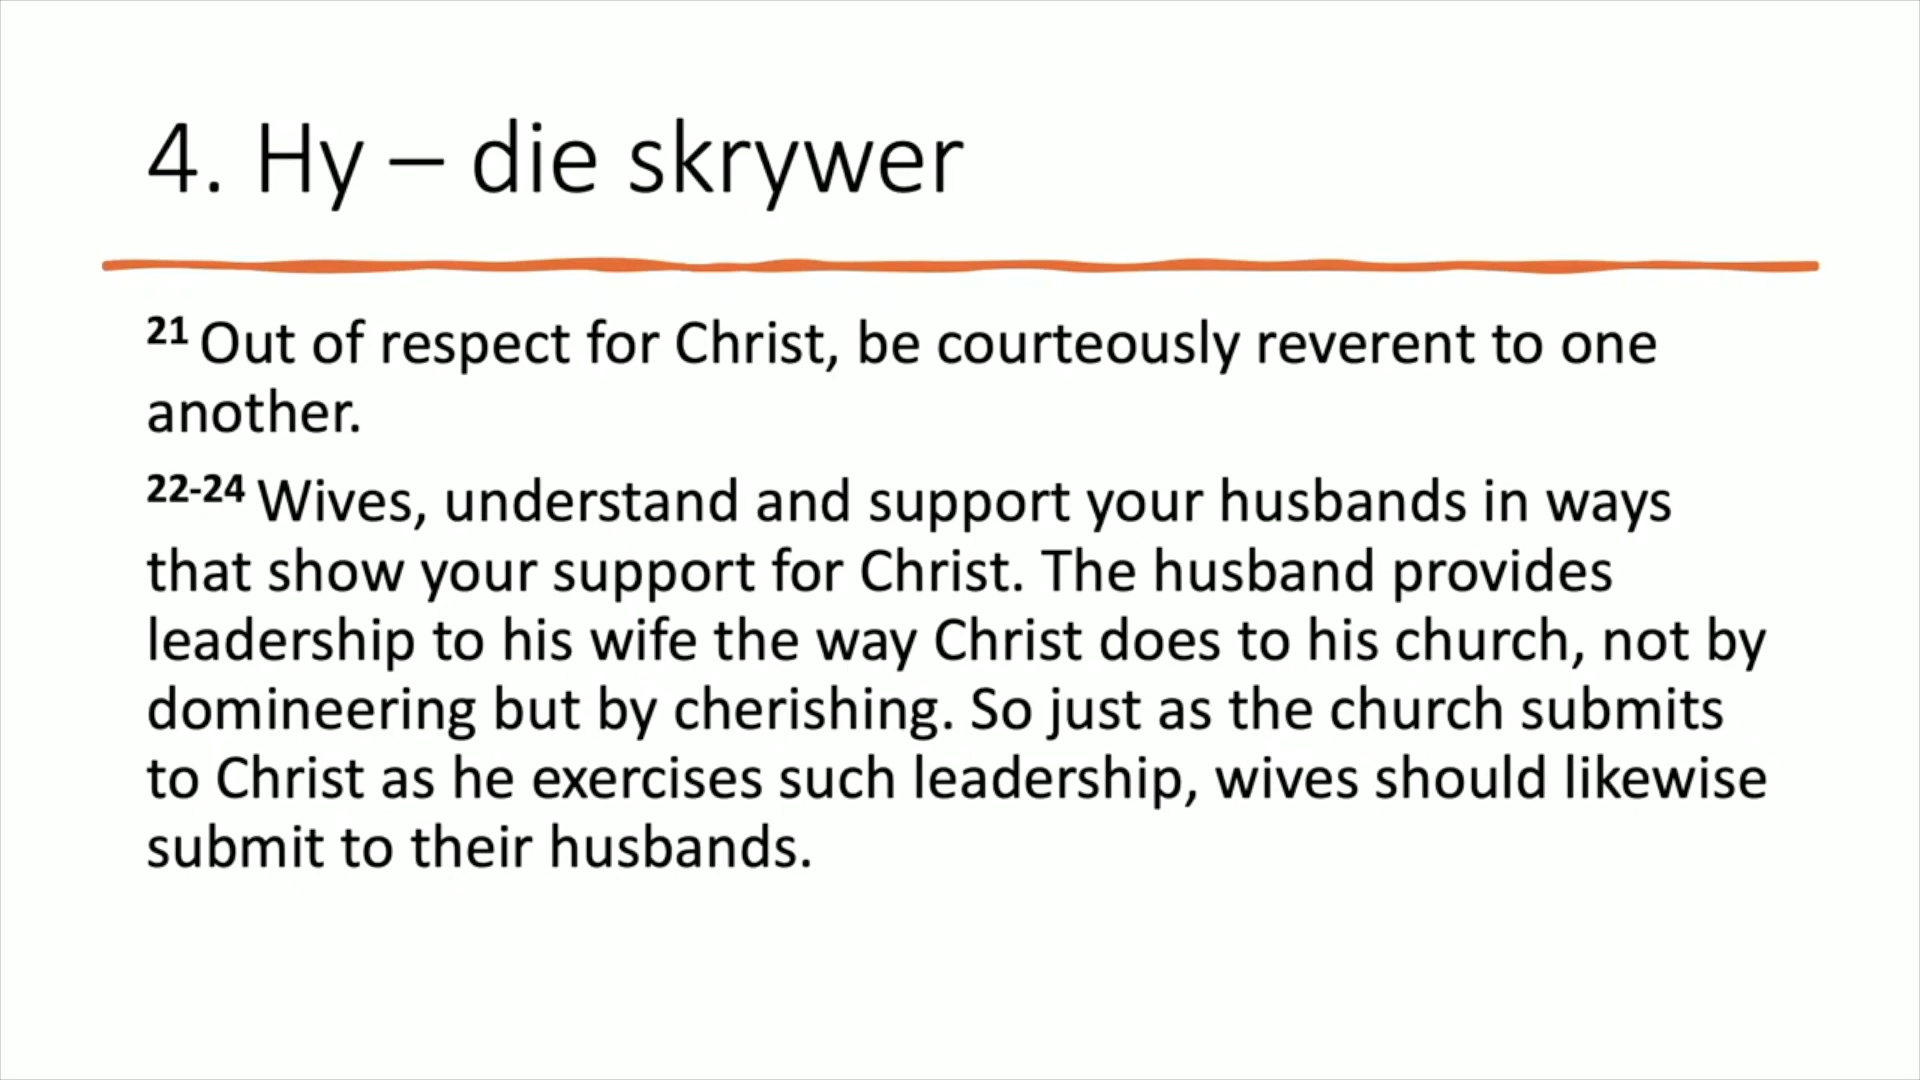 4. Hy – die skrywer
21 Out of respect for Christ, be courteously reverent to one
another.
22-24 Wives, understand and support your husbands in ways
that show your support for Christ. The husband provides
leadership to his wife the way Christ does to his church, not by
domineering but by cherishing. So just as the church submits
to Christ as he exercises such leadership, wives should likewise
submit to their husbands.